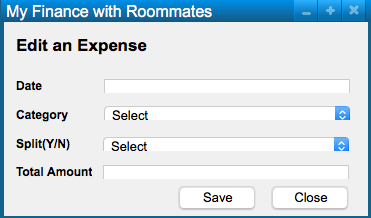 My Finance with Roommates
Edit an Expense
Date
Category Select
Split(Y/N) Select
Total Amount
Save Close